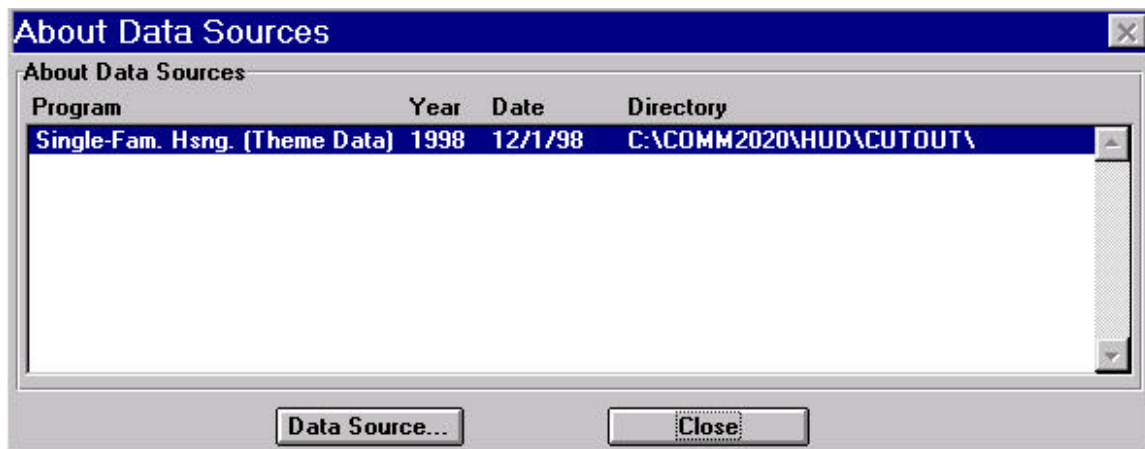 About Data Sources
About Data Sources
Program Year Date Directory
Single-Fam. Hsng. (Theme Data) 1998 12/1/98 C:\COMM2020\HUD\CUTOUT\
Data Source... Close